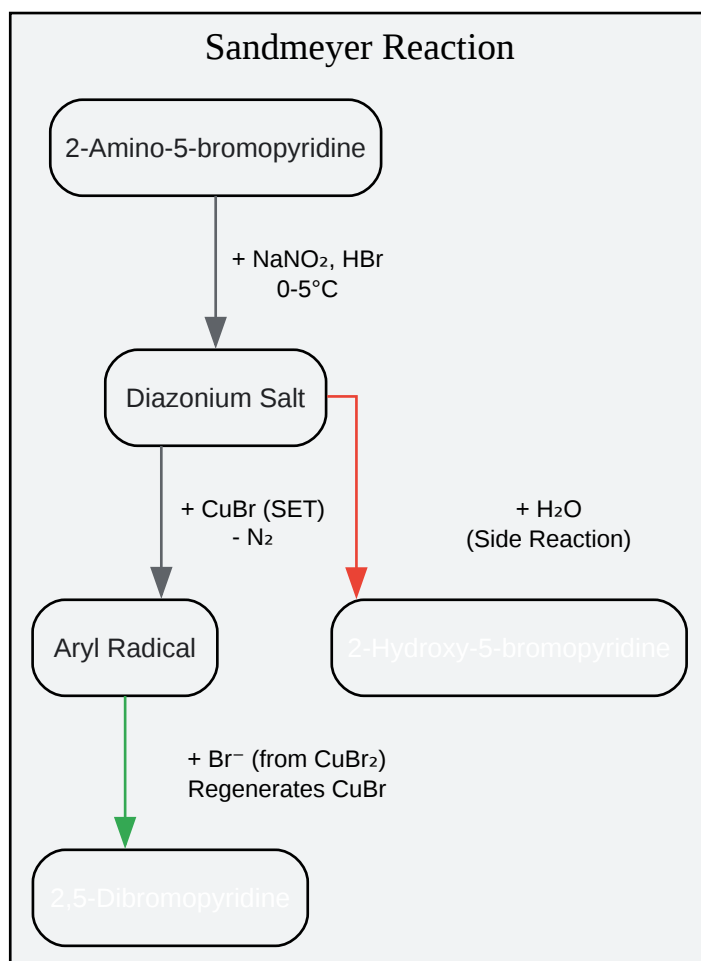 Sandmeyer Reaction
2-Amino-5-bromopyridine
+ NaNO₂, HBr
0-5°C
Diazonium Salt
+ CuBr (SET)
- N₂
+ H₂O
(Side Reaction)
Aryl Radical
2-Hydroxy-5-bromopyridine
+ Br⁻ (from CuBr₂)
Regenerates CuBr
2,5-Dibromopyridine